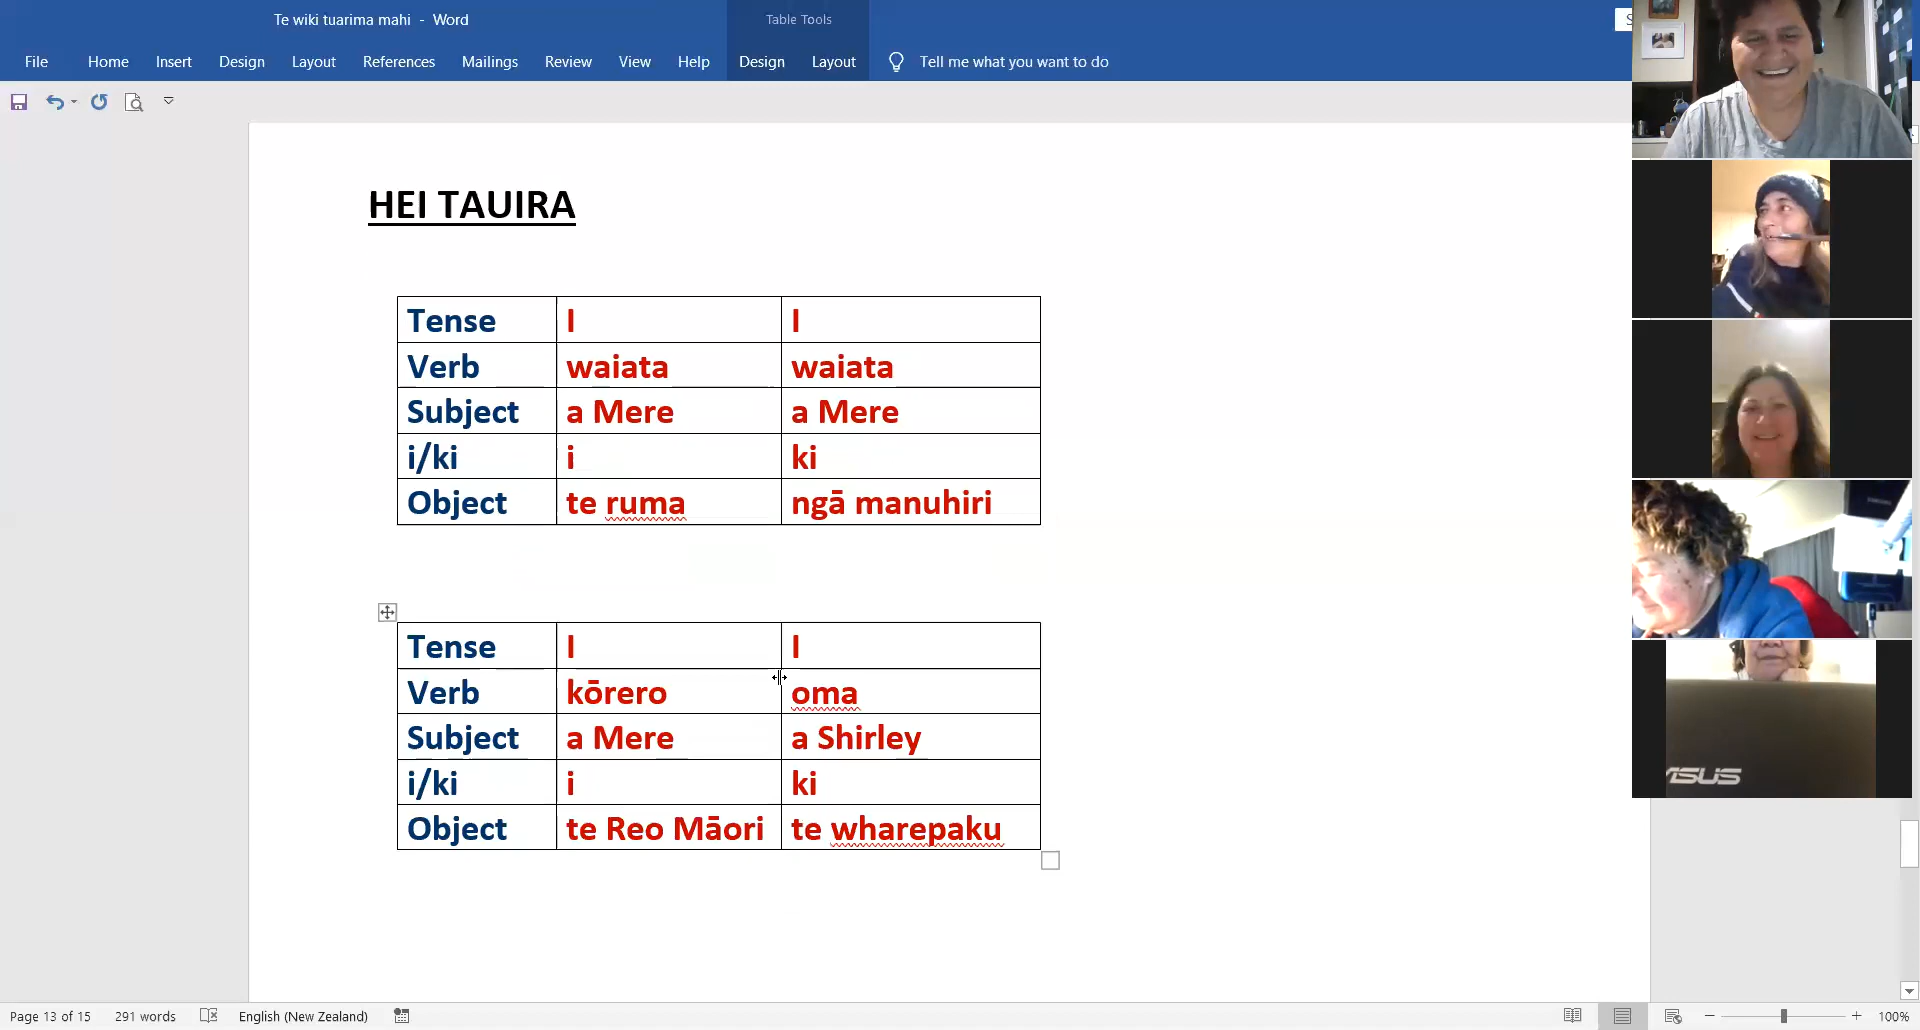 Te wiki tuarima mahi - Word
Table Tools
File Home Insert Design Layout References Mailings Review View Help Design Layout Tell me what you want to do
HEI TAUIRA
Tense I I
Verb waiata waiata
Subject a Mere a Mere
i/ki i ki
Object te ruma ngā manuhiri
Tense I I
Verb kōrero oma
Subject a Mere a Shirley
i/ki i ki
Object te Reo Māori te wharepaku
ASUS
Page 13 of 15 291 words English (New Zealand) 100%